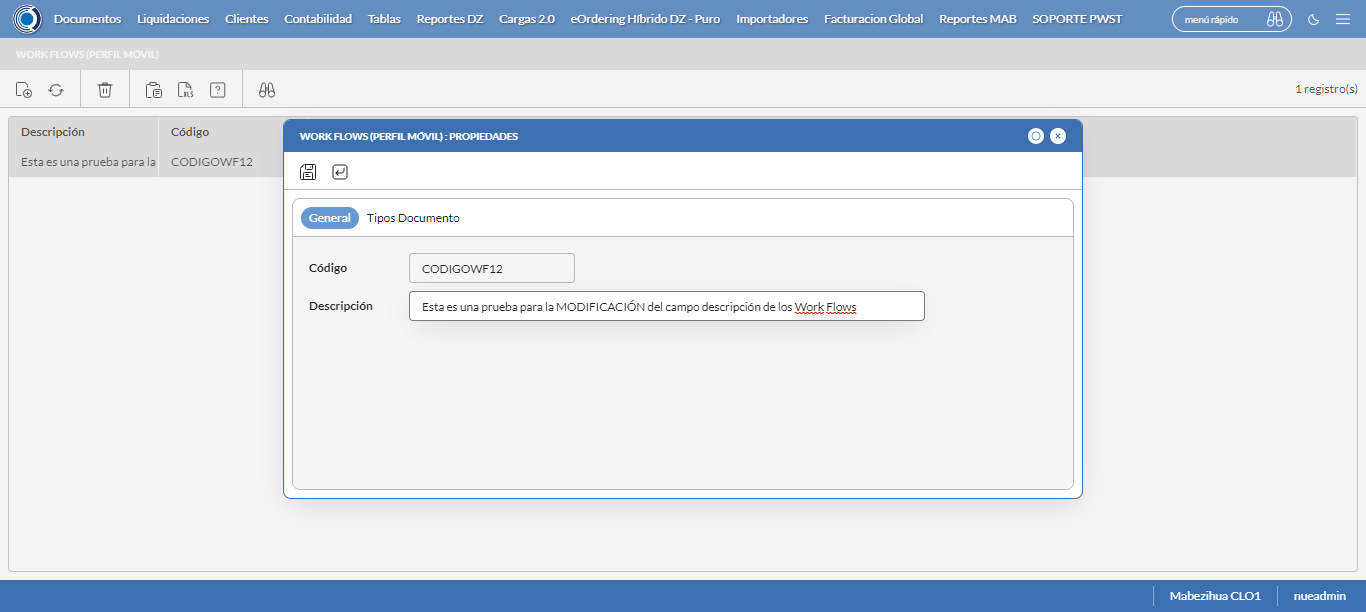 Documentos Liquidaciones Clientes Contabilidad Tablas Reportes DZ Cargas 2.0 eOrdering Híbrido DZ - Puro Importadores Facturacion Global Reportes MAB SOPORTE PWST menú rápido
WORK FLOWS (PERFIL MÓVIL)
XLS ? 1 registro(s)
Descripción Código
Esta es una prueba para la CODIGOWF12
WORK FLOWS (PERFIL MÓVIL) : PROPIEDADES
General Tipos Documento
Código CODIGOWF12
Descripción Esta es una prueba para la MODIFICACIÓN del campo descripción de los Work Flows
Mabezihua CLO1 nueadmin